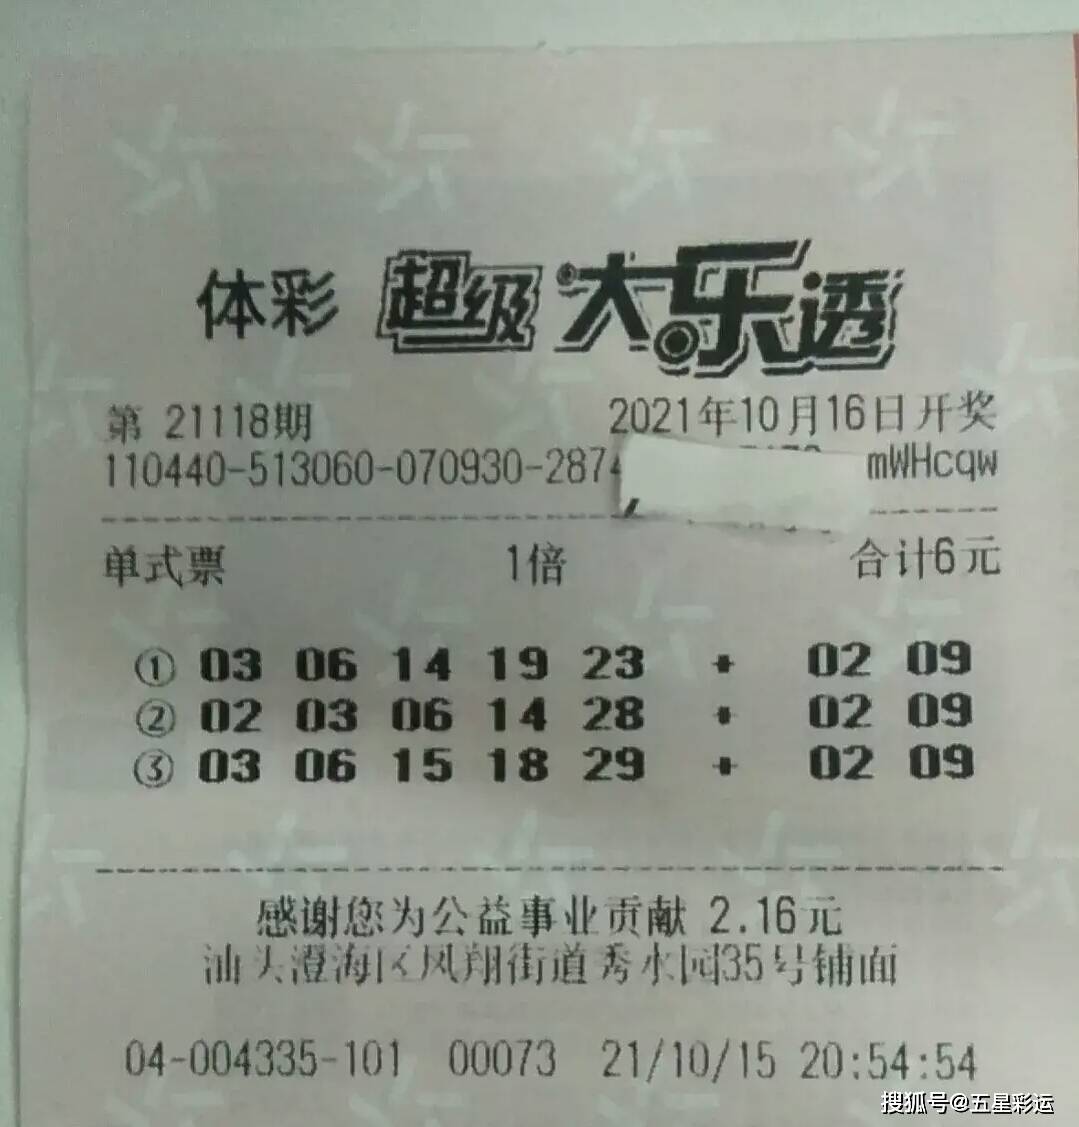 体彩 超级大乐透
第 21118期 2021年10月16日开奖
110440-513060-070930-287 mWHcqw
单式票 1倍 合计6元
① 03 06 14 19 23 + 02 09
② 02 03 06 14 28 + 02 09
③ 03 06 15 18 29 + 02 09
感谢您为公益事业贡献 2.16元
汕头澄海区凤翔街道秀水园35号铺面
04-004335-101 00073 21/10/15 20:54:54
搜狐号@五星彩运